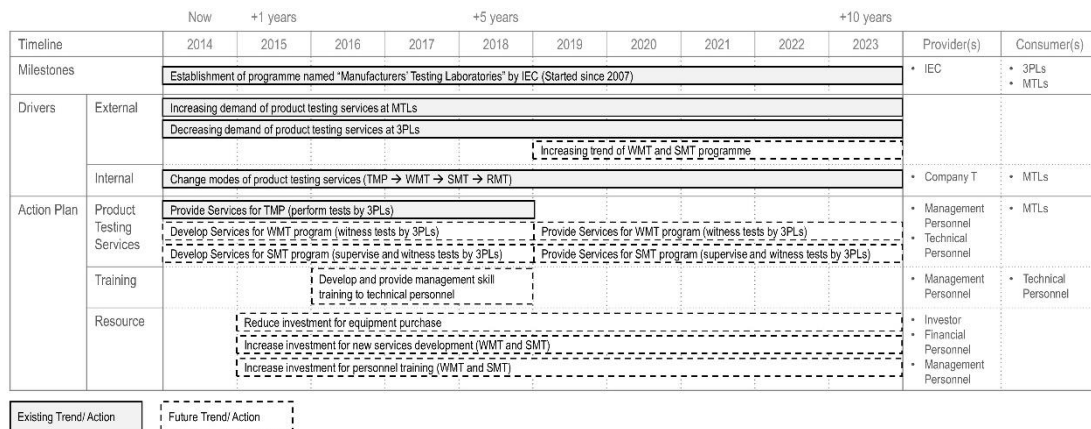 Now +1 years +5 years +10 years
Timeline 2014 2015 2016 2017 2018 2019 2020 2021 2022 2023 Provider(s) Consumer(s)
Milestones Establishment of programme named “Manufacturers’ Testing Laboratories” by IEC (Started since 2007) • IEC • 3PLs
• MTLs
Drivers External Increasing demand of product testing services at MTLs
Decreasing demand of product testing services at 3PLs
Increasing trend of WMT and SMT programme
Internal Change modes of product testing services (TMP → WMT → SMT → RMT) • Company T • MTLs
Action Plan Product Testing Services Provide Services for TMP (perform tests by 3PLs) • Management Personnel • MTLs
Develop Services for WMT program (witness tests by 3PLs) Provide Services for WMT program (witness tests by 3PLs) • Technical Personnel
Develop Services for SMT program (supervise and witness tests by 3PLs) Provide Services for SMT program (supervise and witness tests by 3PLs)
Training Develop and provide management skill • Management • Technical
training to technical personnel Personnel Personnel
Resource Reduce investment for equipment purchase • Investor
Increase investment for new services development (WMT and SMT) • Financial Personnel
Increase investment for personnel training (WMT and SMT) • Management Personnel
Existing Trend/ Action Future Trend/ Action